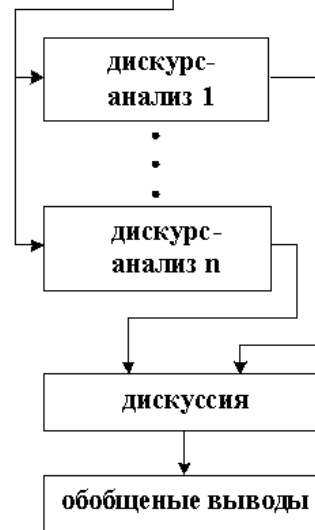 дискурс-
анализ 1
дискурс-
анализ n
дискуссия
обобщеные выводы